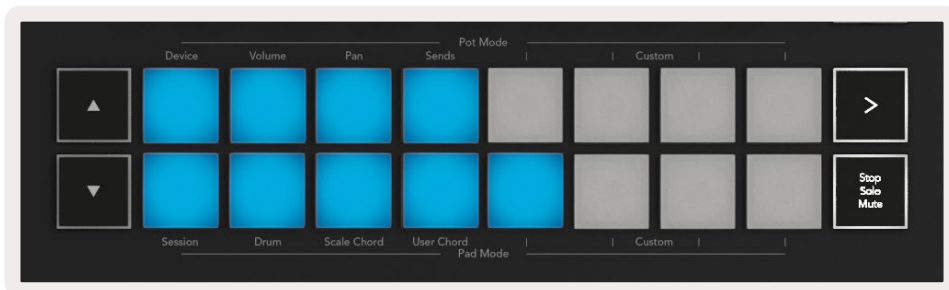 Pot Mode
Device Volume Pan Sends Custom
▲ >
▼ Stop
Solo
Mute
Session Drum Scale Chord User Chord Custom
Pad Mode